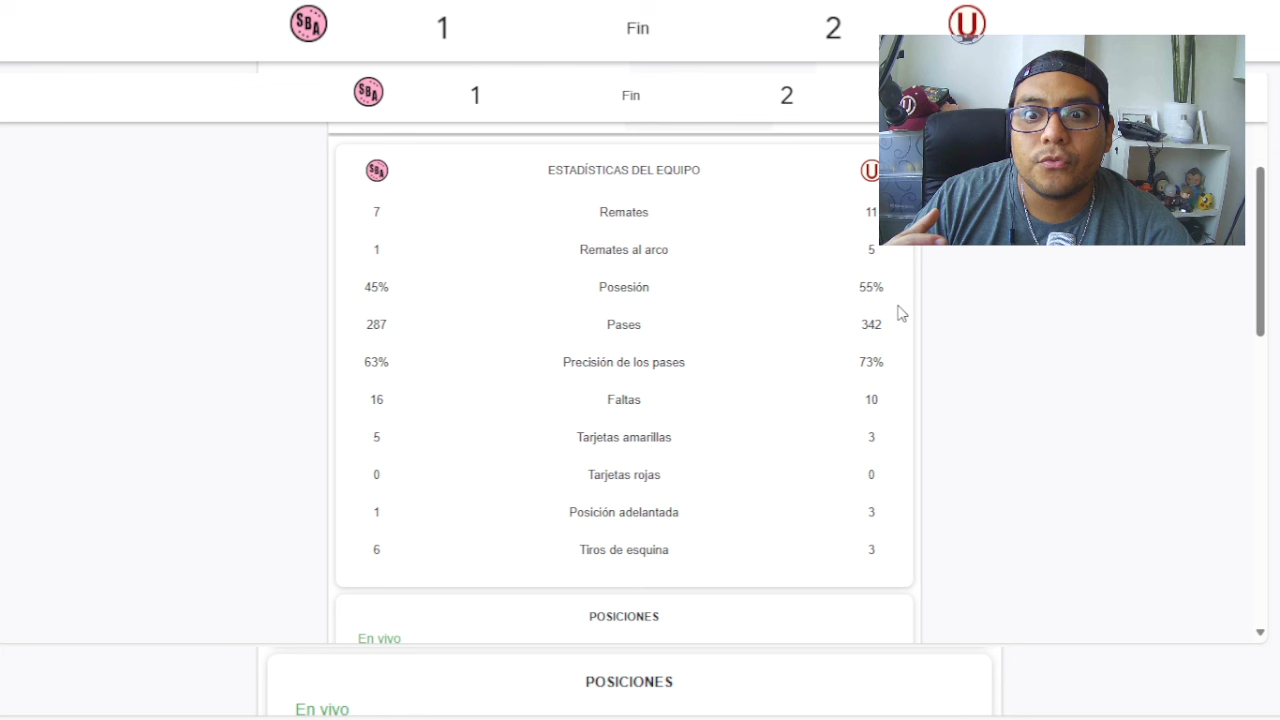 SBA 1 Fin 2 U
SBA 1 Fin 2
SBA ESTADÍSTICAS DEL EQUIPO U
7 Remates 11
1 Remates al arco 5
45% Posesión 55%
287 Pases 342
63% Precisión de los pases 73%
16 Faltas 10
5 Tarjetas amarillas 3
0 Tarjetas rojas 0
1 Posición adelantada 3
6 Tiros de esquina 3
POSICIONES
En vivo
POSICIONES
En vivo